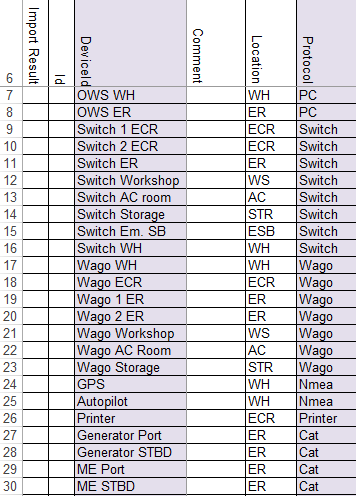 6 Import Result Id DeviceId Comment Location Protocol
7 OWS WH WH PC
8 OWS ER ER PC
9 Switch 1 ECR ECR Switch
10 Switch 2 ECR ECR Switch
11 Switch ER ER Switch
12 Switch Workshop WS Switch
13 Switch AC room AC Switch
14 Switch Storage STR Switch
15 Switch Em. SB ESB Switch
16 Switch WH WH Switch
17 Wago WH WH Wago
18 Wago ECR ECR Wago
19 Wago 1 ER ER Wago
20 Wago 2 ER ER Wago
21 Wago Workshop WS Wago
22 Wago AC Room AC Wago
23 Wago Storage STR Wago
24 GPS WH Nmea
25 Autopilot WH Nmea
26 Printer ECR Printer
27 Generator Port ER Cat
28 Generator STBD ER Cat
29 ME Port ER Cat
30 ME STBD ER Cat